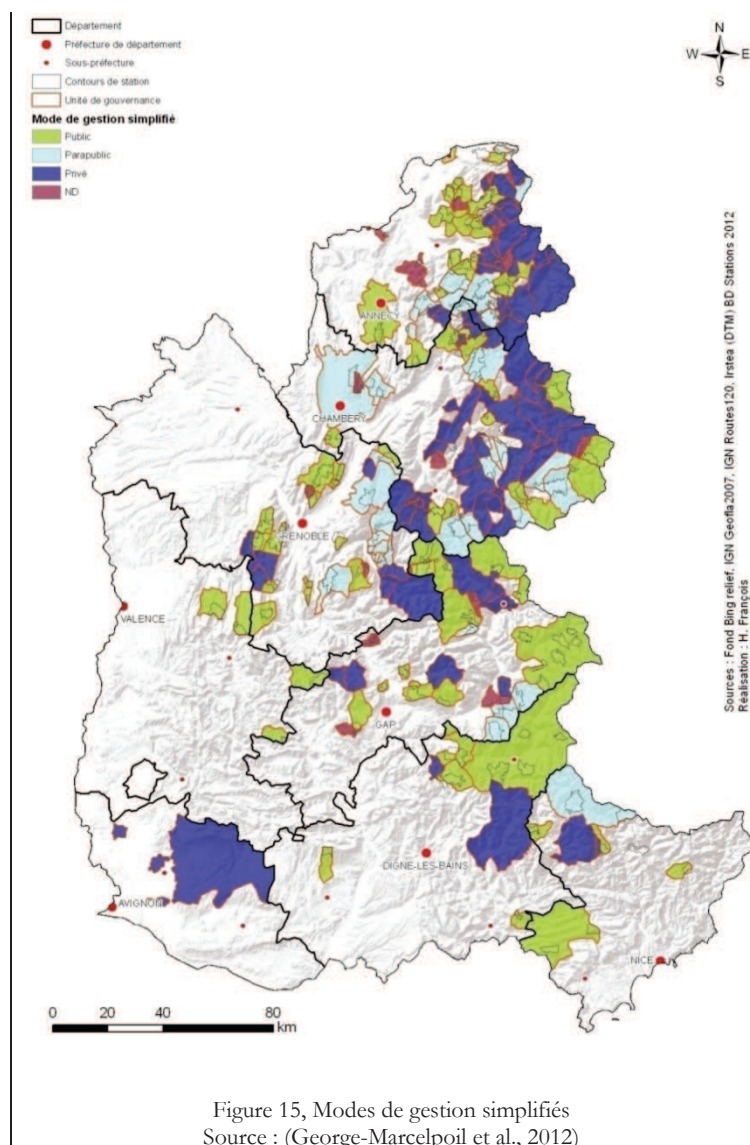 Département
Préfecture de département
Sous-préfecture
Contours de station
Unité de gouvernance
Mode de gestion simplifié
Public
Parapublic
Privé
ND
N
W E
S
ANNECY
CHAMBERY
GRENOBLE
VALENCE
GAP
DIGNE-LES-BAINS
AVIGNON
NICE
0 20 40 80
km
Sources : Fond Bing relief, IGN Geofla2007, IGN Routes120, Irstea (DTM) BD Stations 2012
Réalisation : H. François
Figure 15, Modes de gestion simplifiés
Source : (George-Marcelpoil et al., 2012)